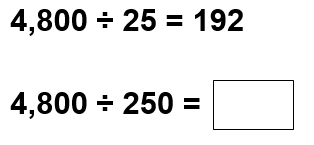 4,800 ÷ 25 = 192
4,800 ÷ 250 =